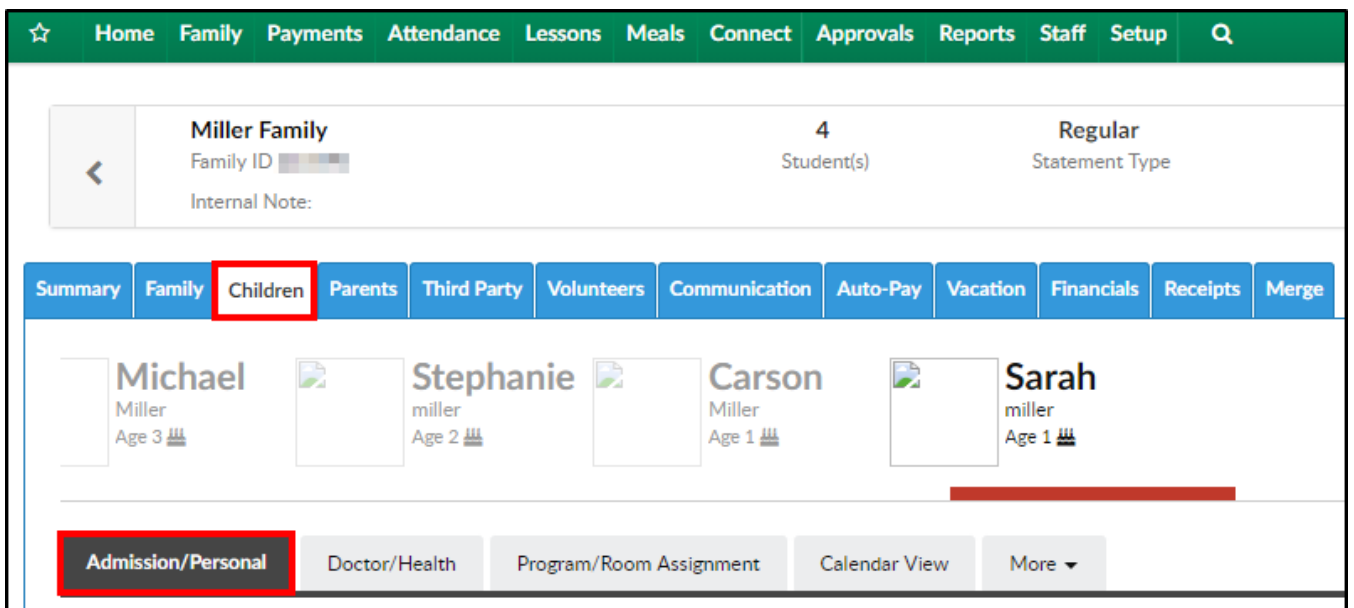 Home Family Payments Attendance Lessons Meals Connect Approvals Reports Staff Setup
Miller Family 4 Regular
Family ID Student(s) Statement Type
Internal Note:
Summary Family Children Parents Third Party Volunteers Communication Auto-Pay Vacation Financials Receipts Merge
Michael Stephanie Carson Sarah
Miller miller Miller miller
Age 3 Age 2 Age 1 Age 1
Admission/Personal Doctor/Health Program/Room Assignment Calendar View More